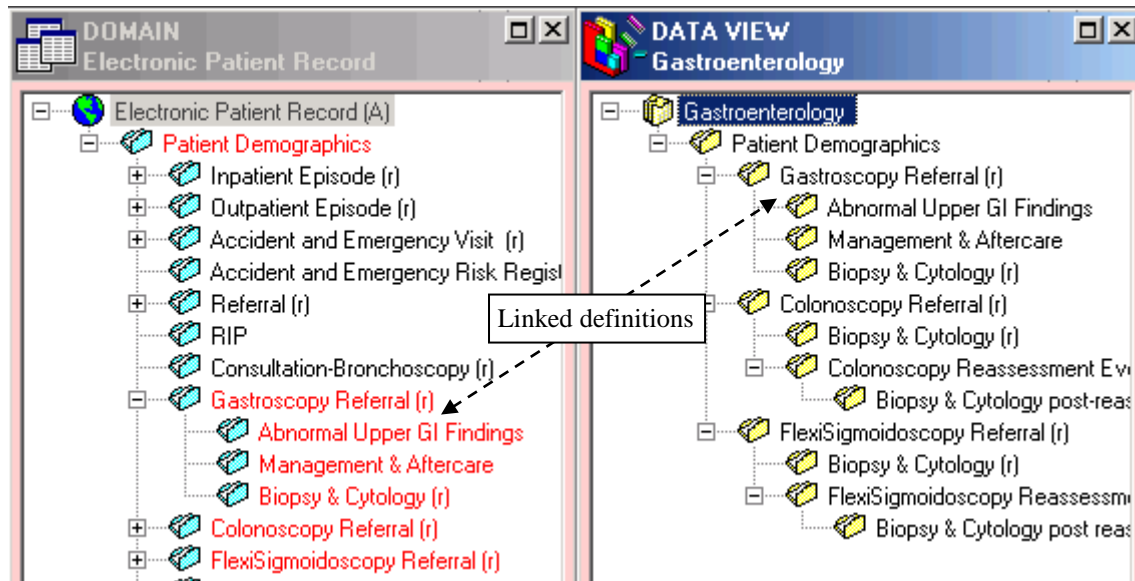 DOMAIN
Electronic Patient Record
Electronic Patient Record (A)
Patient Demographics
Inpatient Episode (r)
Outpatient Episode (r)
Accident and Emergency Visit (r)
Accident and Emergency Risk Regist
Referral (r)
RIP
Consultation-Bronchoscopy (r)
Gastroscopy Referral (r)
Abnormal Upper GI Findings
Management & Aftercare
Biopsy & Cytology (r)
Colonoscopy Referral (r)
FlexiSigmoidoscopy Referral (r)
Linked definitions
DATA VIEW
Gastroenterology
Gastroenterology
Patient Demographics
Gastroscopy Referral (r)
Abnormal Upper GI Findings
Management & Aftercare
Biopsy & Cytology (r)
Colonoscopy Referral (r)
Biopsy & Cytology (r)
Colonoscopy Reassessment Eve
Biopsy & Cytology post-reas
FlexiSigmoidoscopy Referral (r)
Biopsy & Cytology (r)
FlexiSigmoidoscopy Reassessm
Biopsy & Cytology post reas